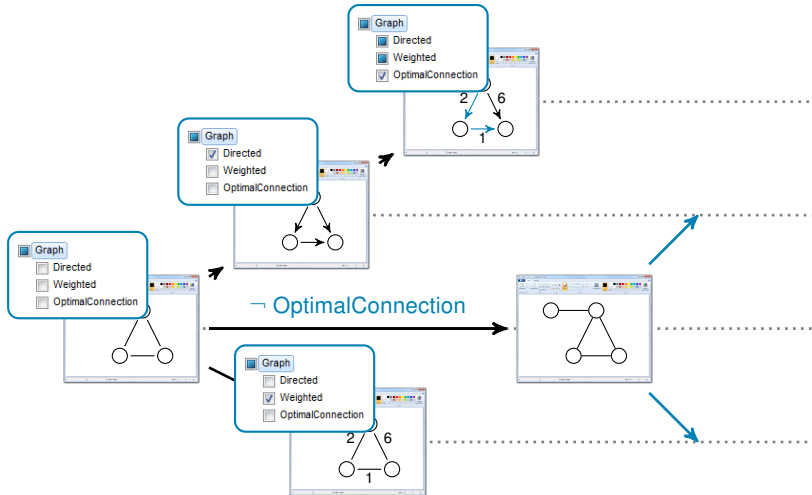 Graph
Directed
Weighted
OptimalConnection
2 6
1
Graph
Directed
Weighted
OptimalConnection
Graph
Directed
Weighted
OptimalConnection
¬ OptimalConnection
Graph
Directed
Weighted
OptimalConnection
2 6
1